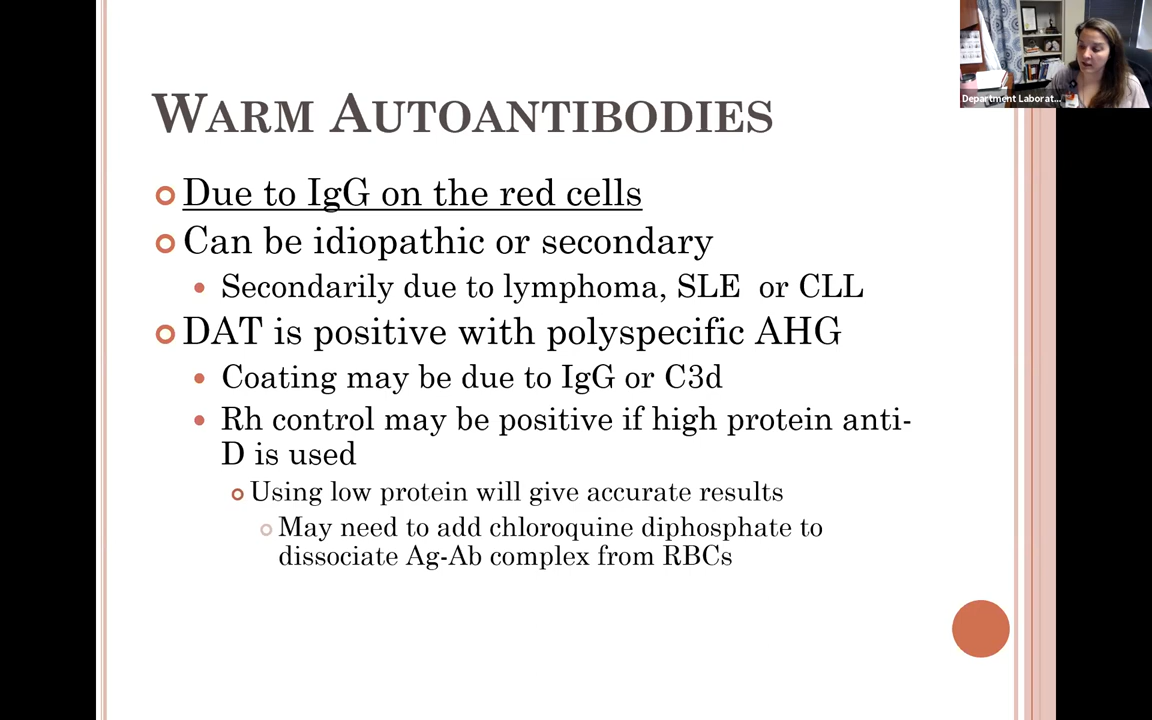 WARM AUTOANTIBODIES
Due to IgG on the red cells
Can be idiopathic or secondary
Secondarily due to lymphoma, SLE or CLL
DAT is positive with polyspecific AHG
Coating may be due to IgG or C3d
Rh control may be positive if high protein anti-
D is used
Using low protein will give accurate results
May need to add chloroquine diphosphate to
dissociate Ag-Ab complex from RBCs
Department Laborat...